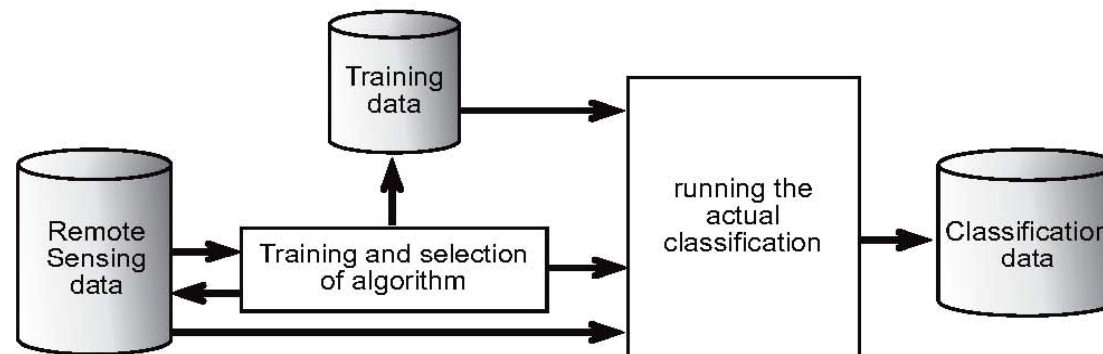 Training
data
Remote
Sensing
data
Training and selection
of algorithm
running the
actual
classification
Classification
data